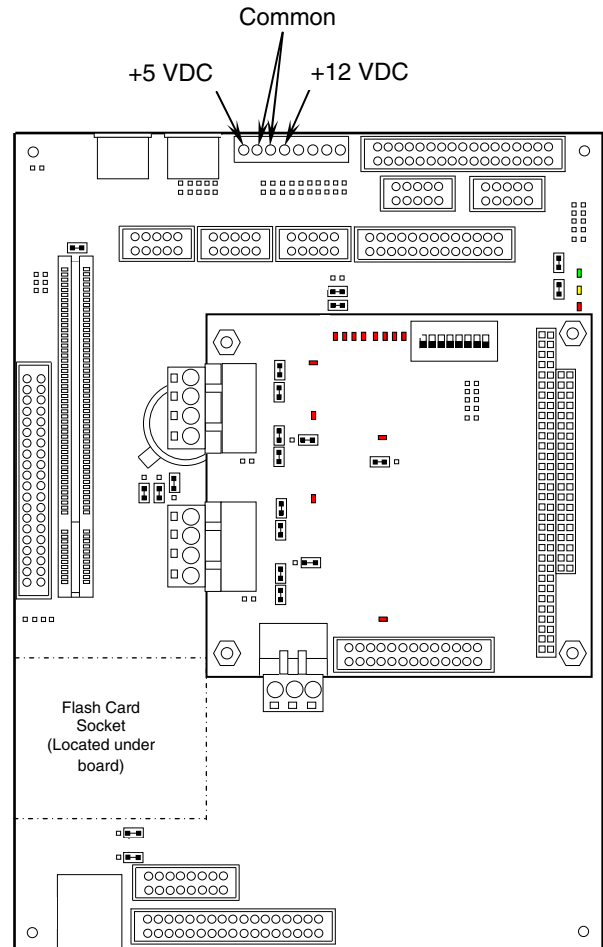 Common
+5 VDC
+12 VDC
Flash Card
Socket
(Located under
board)